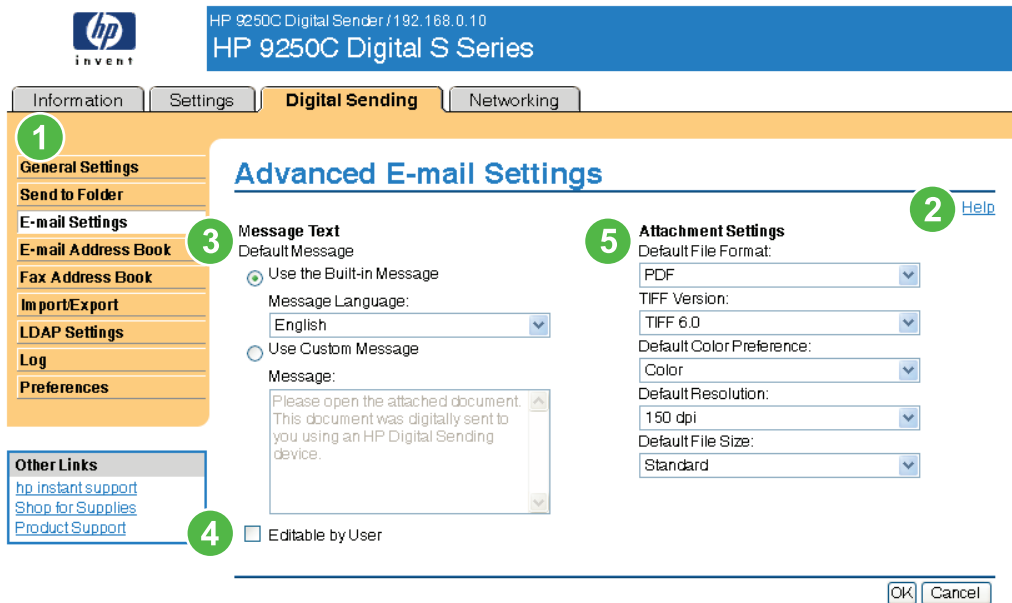 hp
invent
HP 9250C Digital Sender / 192.168.0.10
HP 9250C Digital S Series
Information
Settings
Digital Sending
Networking
1
General Settings
Send to Folder
E-mail Settings
E-mail Address Book
Fax Address Book
Import/Export
LDAP Settings
Log
Preferences
Other Links
hp instant support
Shop for Supplies
Product Support
Advanced E-mail Settings
2
Help
3
Message Text
Default Message
Use the Built-in Message
Message Language:
English
Use Custom Message
Message:
Please open the attached document.
This document was digitally sent to
you using an HP Digital Sending
device.
4
Editable by User
5
Attachment Settings
Default File Format:
PDF
TIFF Version:
TIFF 6.0
Default Color Preference:
Color
Default Resolution:
150 dpi
Default File Size:
Standard
OK
Cancel